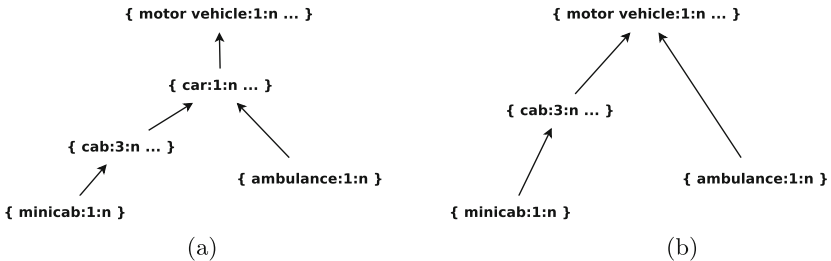 { motor vehicle:1:n ... }
{ car:1:n ... }
{ cab:3:n ... }
{ ambulance:1:n }
{ minicab:1:n }
(a)
{ motor vehicle:1:n ... }
{ cab:3:n ... }
{ ambulance:1:n }
{ minicab:1:n }
(b)